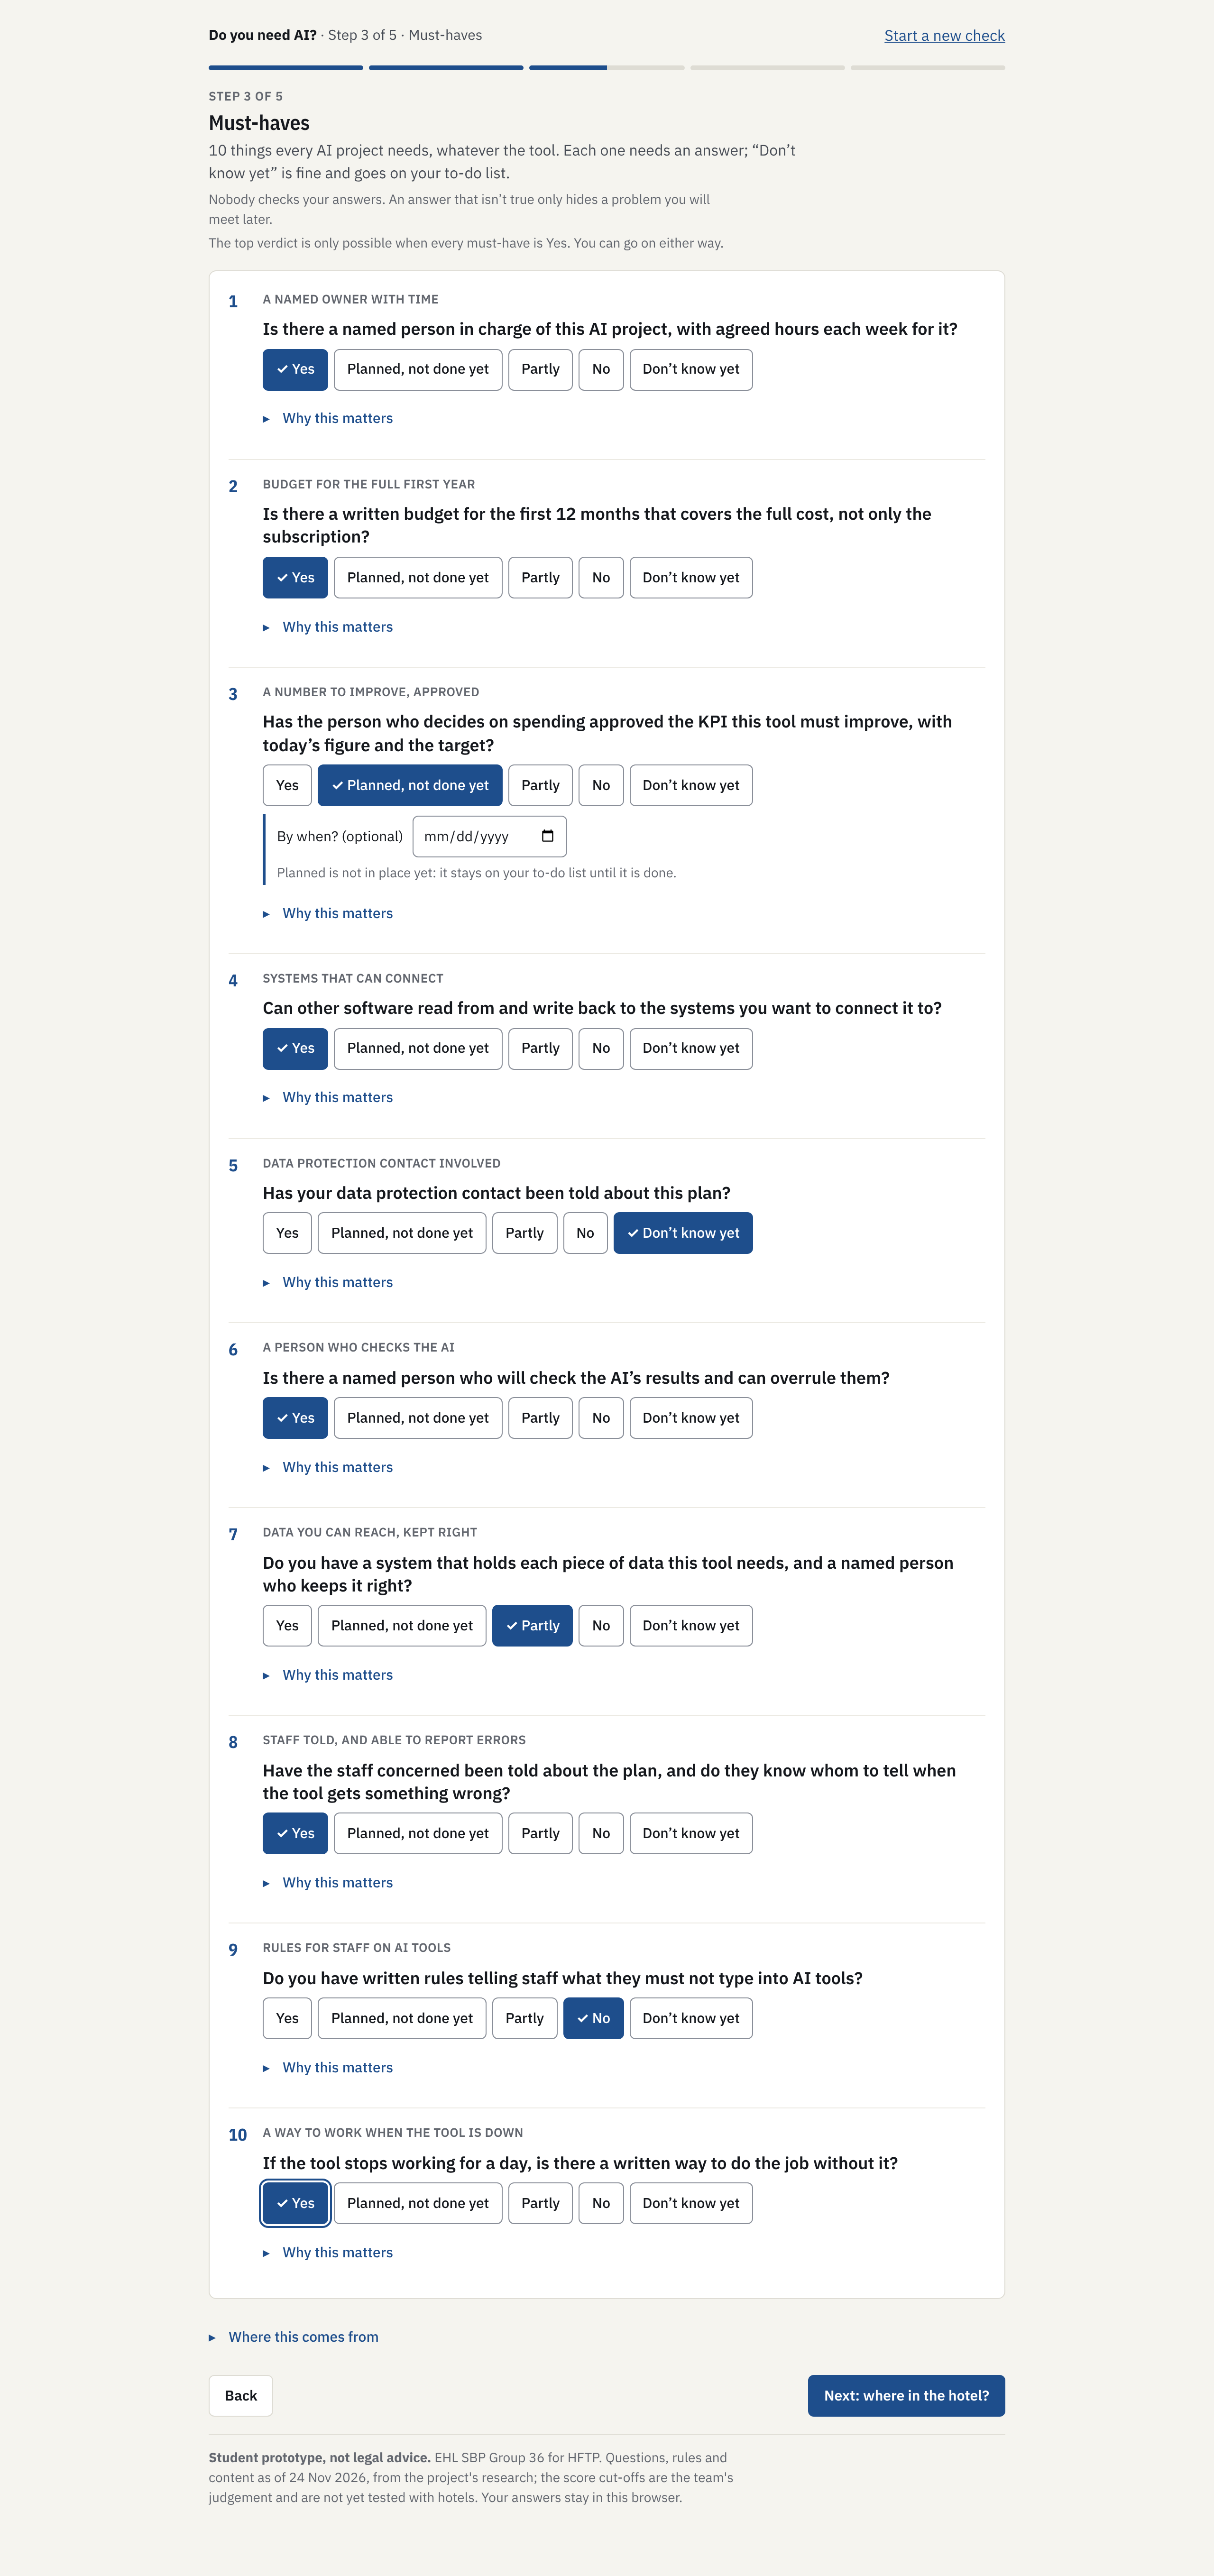 Do you need AI? · Step 3 of 5 · Must-haves
Start a new check
STEP 3 OF 5
Must-haves
10 things every AI project needs, whatever the tool. Each one needs an answer; “Don’t
know yet” is fine and goes on your to-do list.
Nobody checks your answers. An answer that isn’t true only hides a problem you will
meet later.
The top verdict is only possible when every must-have is Yes. You can go on either way.
1 A NAMED OWNER WITH TIME
Is there a named person in charge of this AI project, with agreed hours each week for it?
✓ Yes Planned, not done yet Partly No Don’t know yet
▸ Why this matters
2 BUDGET FOR THE FULL FIRST YEAR
Is there a written budget for the first 12 months that covers the full cost, not only the
subscription?
✓ Yes Planned, not done yet Partly No Don’t know yet
▸ Why this matters
3 A NUMBER TO IMPROVE, APPROVED
Has the person who decides on spending approved the KPI this tool must improve, with
today’s figure and the target?
Yes ✓ Planned, not done yet Partly No Don’t know yet
By when? (optional) mm/dd/yyyy
Planned is not in place yet: it stays on your to-do list until it is done.
▸ Why this matters
4 SYSTEMS THAT CAN CONNECT
Can other software read from and write back to the systems you want to connect it to?
✓ Yes Planned, not done yet Partly No Don’t know yet
▸ Why this matters
5 DATA PROTECTION CONTACT INVOLVED
Has your data protection contact been told about this plan?
Yes Planned, not done yet Partly No ✓ Don’t know yet
▸ Why this matters
6 A PERSON WHO CHECKS THE AI
Is there a named person who will check the AI’s results and can overrule them?
✓ Yes Planned, not done yet Partly No Don’t know yet
▸ Why this matters
7 DATA YOU CAN REACH, KEPT RIGHT
Do you have a system that holds each piece of data this tool needs, and a named person
who keeps it right?
Yes Planned, not done yet ✓ Partly No Don’t know yet
▸ Why this matters
8 STAFF TOLD, AND ABLE TO REPORT ERRORS
Have the staff concerned been told about the plan, and do they know whom to tell when
the tool gets something wrong?
✓ Yes Planned, not done yet Partly No Don’t know yet
▸ Why this matters
9 RULES FOR STAFF ON AI TOOLS
Do you have written rules telling staff what they must not type into AI tools?
Yes Planned, not done yet Partly ✓ No Don’t know yet
▸ Why this matters
10 A WAY TO WORK WHEN THE TOOL IS DOWN
If the tool stops working for a day, is there a written way to do the job without it?
✓ Yes Planned, not done yet Partly No Don’t know yet
▸ Why this matters
▸ Where this comes from
Back
Next: where in the hotel?
Student prototype, not legal advice. EHL SBP Group 36 for HFTP. Questions, rules and
content as of 24 Nov 2026, from the project's research; the score cut-offs are the team's
judgement and are not yet tested with hotels. Your answers stay in this browser.